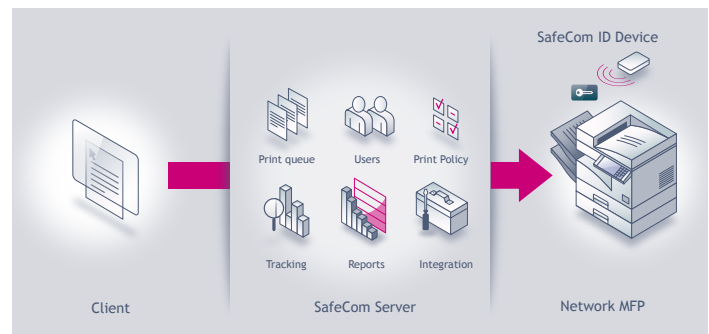 SafeCom ID Device
Print queue
Users
Print Policy
Tracking
Reports
Integration
Client
SafeCom Server
Network MFP